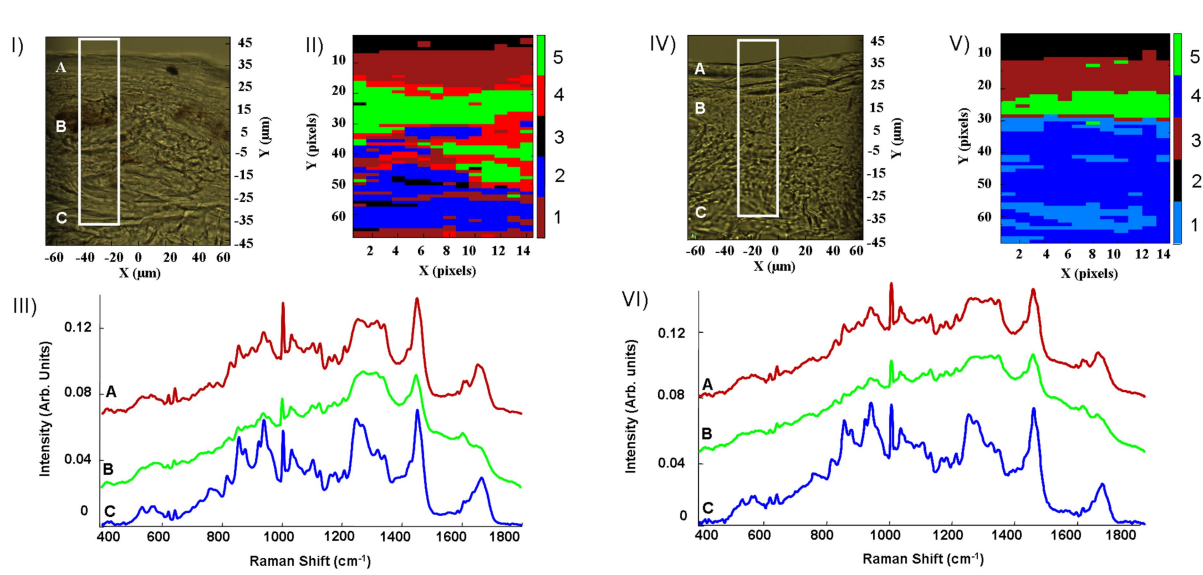 I)
A
B
C
45
35
25
15
5
-5
-15
-25
-35
-45
Y (µm)
-60 -40 -20 0 20 40 60
X (µm)
II)
10
20
30
40
50
60
Y (pixels)
2 4 6 8 10 12 14
X (pixels)
5
4
3
2
1
IV)
A
B
C
45
35
25
15
5
-5
-15
-25
-35
-45
Y (µm)
-60 -40 -20 0 20 40 60
X (µm)
V)
10
20
30
40
50
60
Y (pixels)
2 4 6 8 10 12 14
X (pixels)
5
4
3
2
1
III)
0.12
0.08
0.04
0
Intensity (Arb. Units)
A
B
C
400 600 800 1000 1200 1400 1600 1800
Raman Shift (cm-1)
VI)
0.12
0.08
0.04
0
Intensity (Arb. Units)
A
B
C
400 600 800 1000 1200 1400 1600 1800
Raman Shift (cm-1)